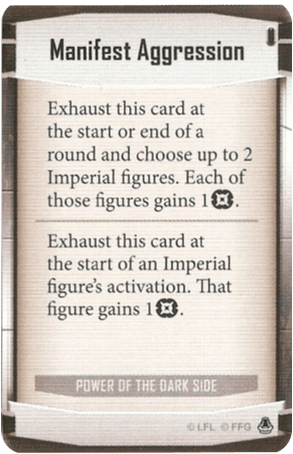 Manifest Aggression
Exhaust this card at
the start or end of a
round and choose up to 2
Imperial figures. Each of
those figures gains 1 .
Exhaust this card at
the start of an Imperial
figure's activation. That
figure gains 1 .
POWER OF THE DARK SIDE
© LFL © FFG